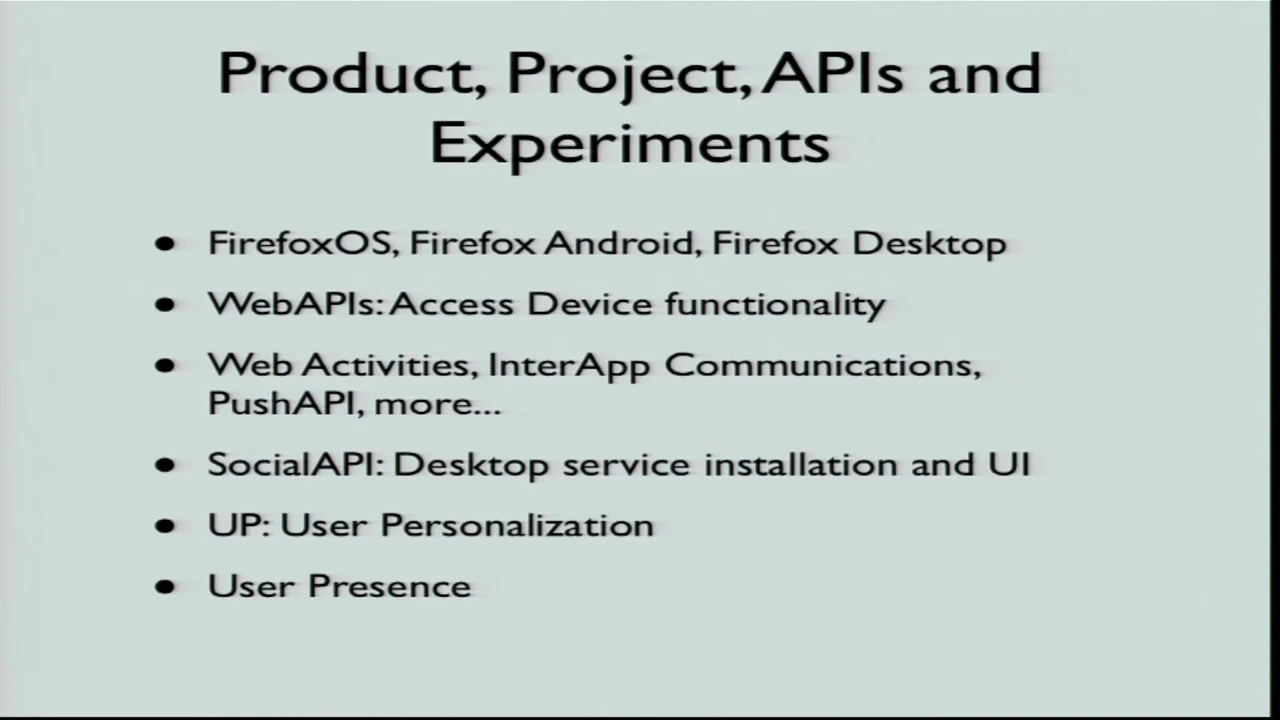 Product, Project, APIs and
Experiments
• FirefoxOS, Firefox Android, Firefox Desktop
• WebAPIs: Access Device functionality
• Web Activities, InterApp Communications,
PushAPI, more...
• SocialAPI: Desktop service installation and UI
• UP: User Personalization
• User Presence